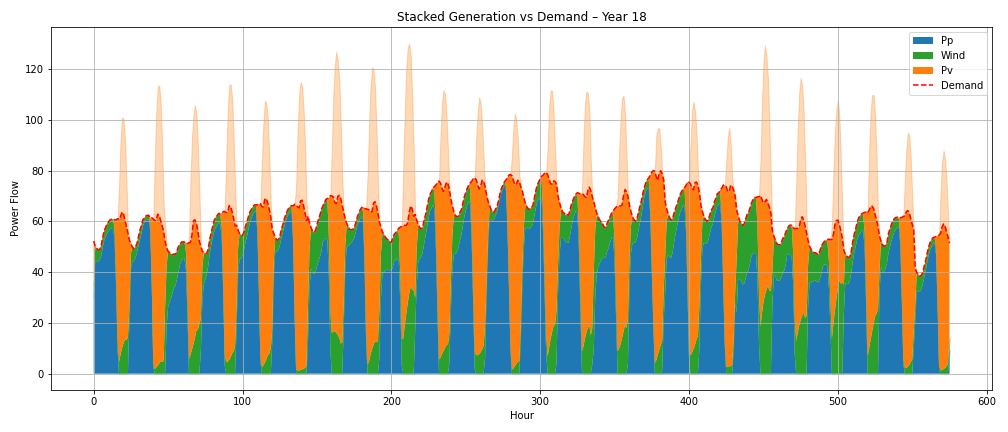 Stacked Generation vs Demand – Year 18
Pp
Wind
Pv
Demand
Power Flow
120
100
80
60
40
20
0
0 100 200 300 400 500 600
Hour